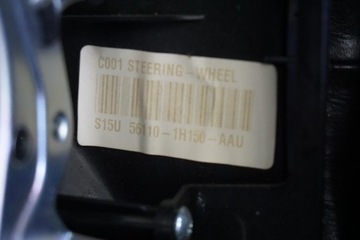 C001 STEERING-WHEEL
S15U 56110-1H150-AAU